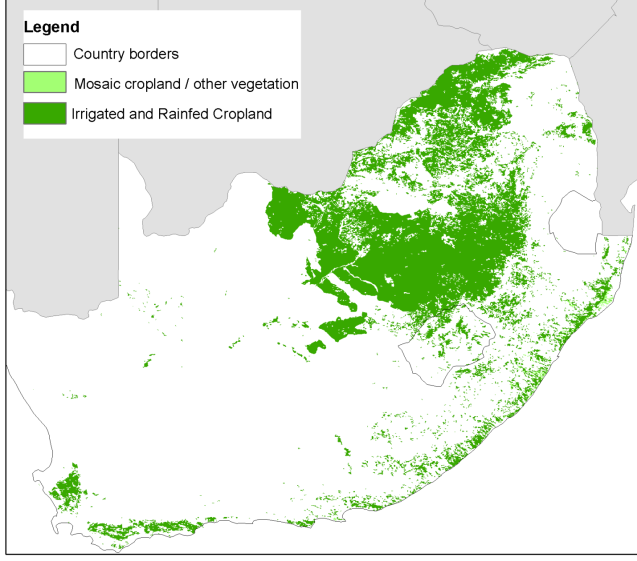 Legend
Country borders
Mosaic cropland / other vegetation
Irrigated and Rainfed Cropland